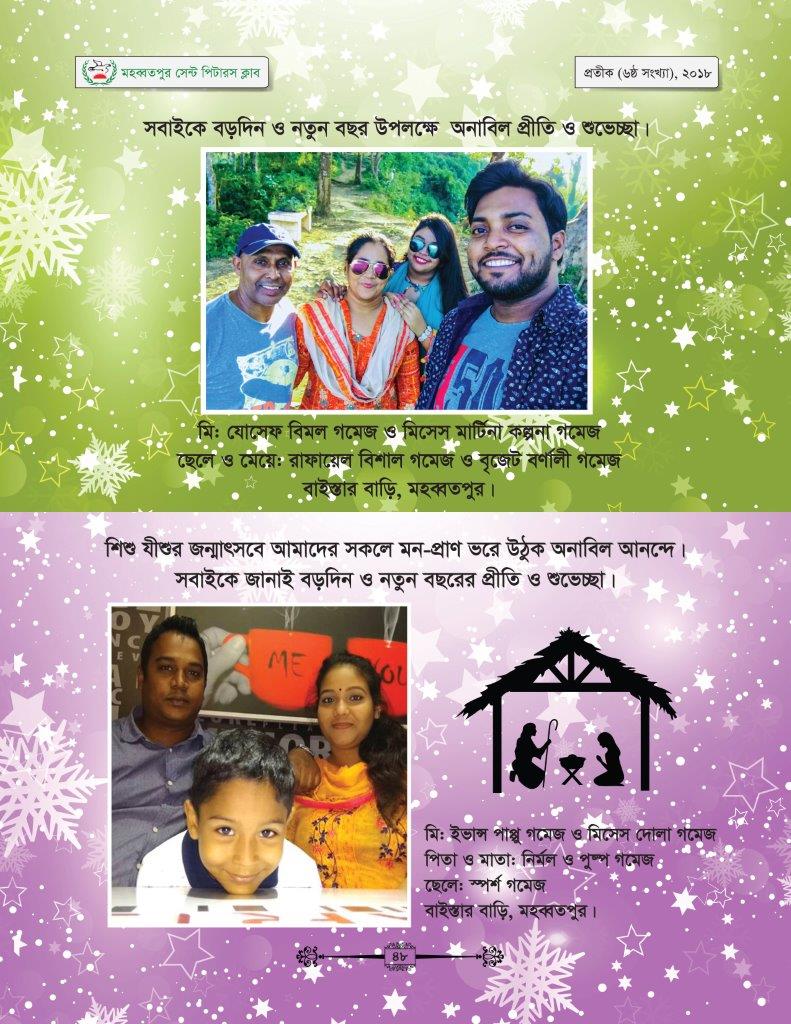 মহব্বতপুর সেন্ট পিটারস ক্লাব
প্রতীক (৬ষ্ঠ সংখ্যা), ২০১৮
সবাইকে বড়দিন ও নতুন বছর উপলক্ষে অনাবিল প্রীতি ও শুভেচ্ছা।
মি: যোসেফ বিমল গমেজ ও মিসেস মার্টিনা কল্পনা গমেজ
ছেলে ও মেয়ে: রাফায়েল বিশাল গমেজ ও বৃজেট বর্ণালী গমেজ
বাইস্তার বাড়ি, মহব্বতপুর।
শিশু যীশুর জন্মোৎসবে আমাদের সকলে মন-প্রাণ ভরে উঠুক অনাবিল আনন্দে।
সবাইকে জানাই বড়দিন ও নতুন বছরের প্রীতি ও শুভেচ্ছা।
ME YOU
মি: ইভান্স পাপ্পু গমেজ ও মিসেস দোলা গমেজ
পিতা ও মাতা: নির্মল ও পুষ্প গমেজ
ছেলে: স্পর্শ গমেজ
বাইস্তার বাড়ি, মহব্বতপুর।
৪৮